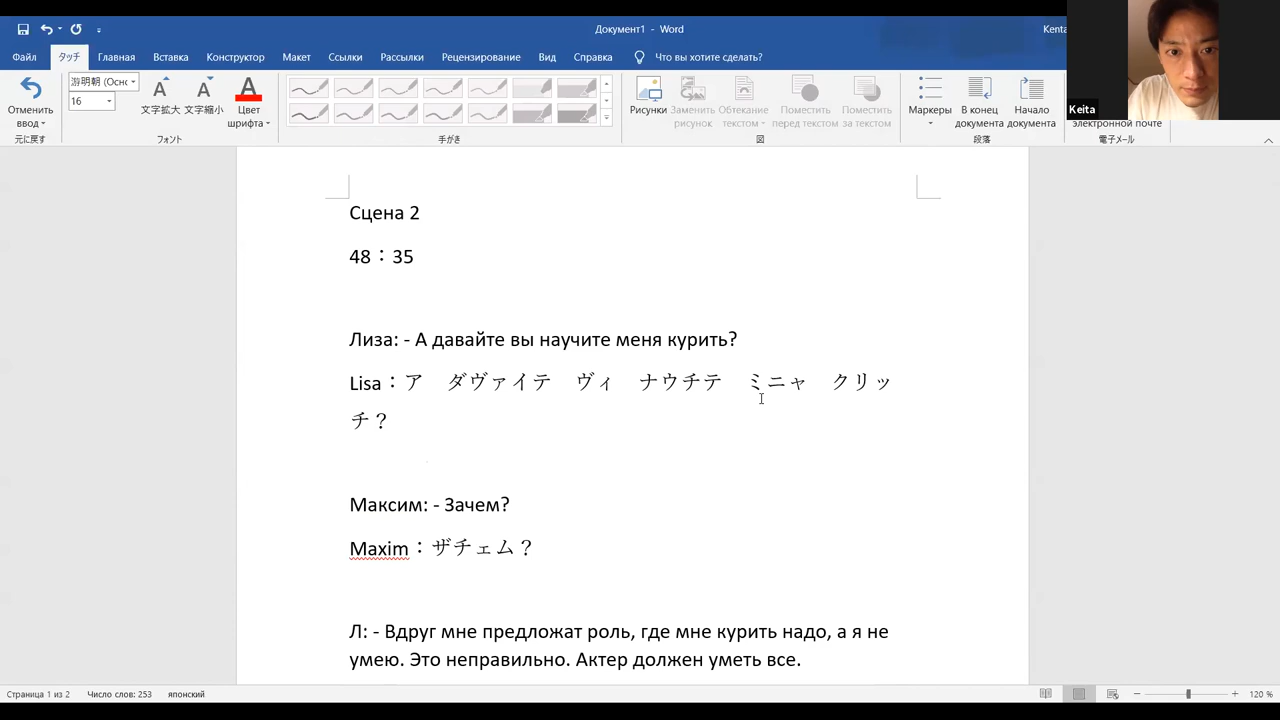 Документ1 - Word
Kenta
Файл タッチ Главная Вставка Конструктор Макет Ссылки Рассылки Рецензирование Вид Справка Что вы хотите сделать?
游明朝 (Осно
16
Отменить ввод
文字拡大 文字縮小
Цвет шрифта
Рисунки
Заменить рисунок
Обтекание текстом
Поместить перед текстом
Поместить за текстом
Маркеры
В конец документа
Начало документа
электронной почте
元に戻す フォント 手がき 図 段落 電子メール
Keita
Сцена 2
48：35
Лиза: - А давайте вы научите меня курить?
Lisa：ア　ダヴァイテ　ヴィ　ナウチテ　ミニャ　クリッ
チ？
Максим: - Зачем?
Maxim：ザチェム？
Л: - Вдруг мне предложат роль, где мне курить надо, а я не
умею. Это неправильно. Актер должен уметь все.
Страница 1 из 2 Число слов: 253 японский 120 %